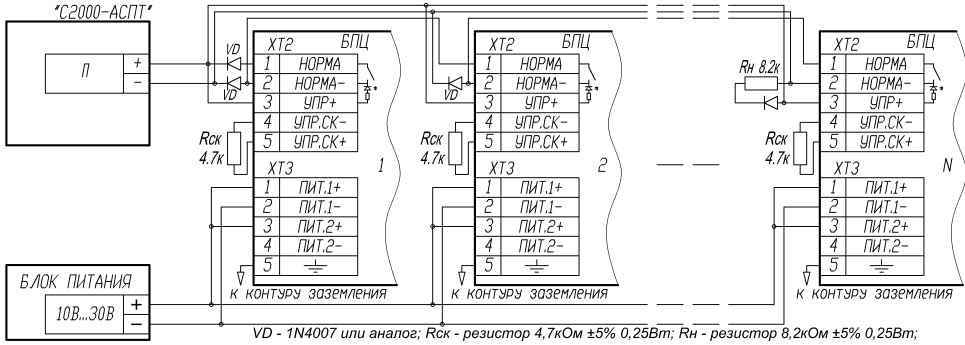 "С2000-АСПТ"
П
+
−
VD
VD
XT2 БПЦ
1 НОРМА
2 НОРМА-
3 УПР+
4 УПР.СК-
5 УПР.СК+
Rск
4.7к
1
XT3
1 ПИТ.1+
2 ПИТ.1-
3 ПИТ.2+
4 ПИТ.2-
5
К контуру заземления
VD
XT2 БПЦ
1 НОРМА
2 НОРМА-
3 УПР+
4 УПР.СК-
5 УПР.СК+
Rск
4.7к
2
XT3
1 ПИТ.1+
2 ПИТ.1-
3 ПИТ.2+
4 ПИТ.2-
5
К контуру заземления
Rн 8.2к
XT2 БПЦ
1 НОРМА
2 НОРМА-
3 УПР+
4 УПР.СК-
5 УПР.СК+
Rск
4.7к
N
XT3
1 ПИТ.1+
2 ПИТ.1-
3 ПИТ.2+
4 ПИТ.2-
5
К контуру заземления
БЛОК ПИТАНИЯ
10В...30В
+
−
VD - 1N4007 или аналог; Rск - резистор 4,7кОм ±5% 0,25Вт; Rн - резистор 8,2кОм ±5% 0,25Вт;